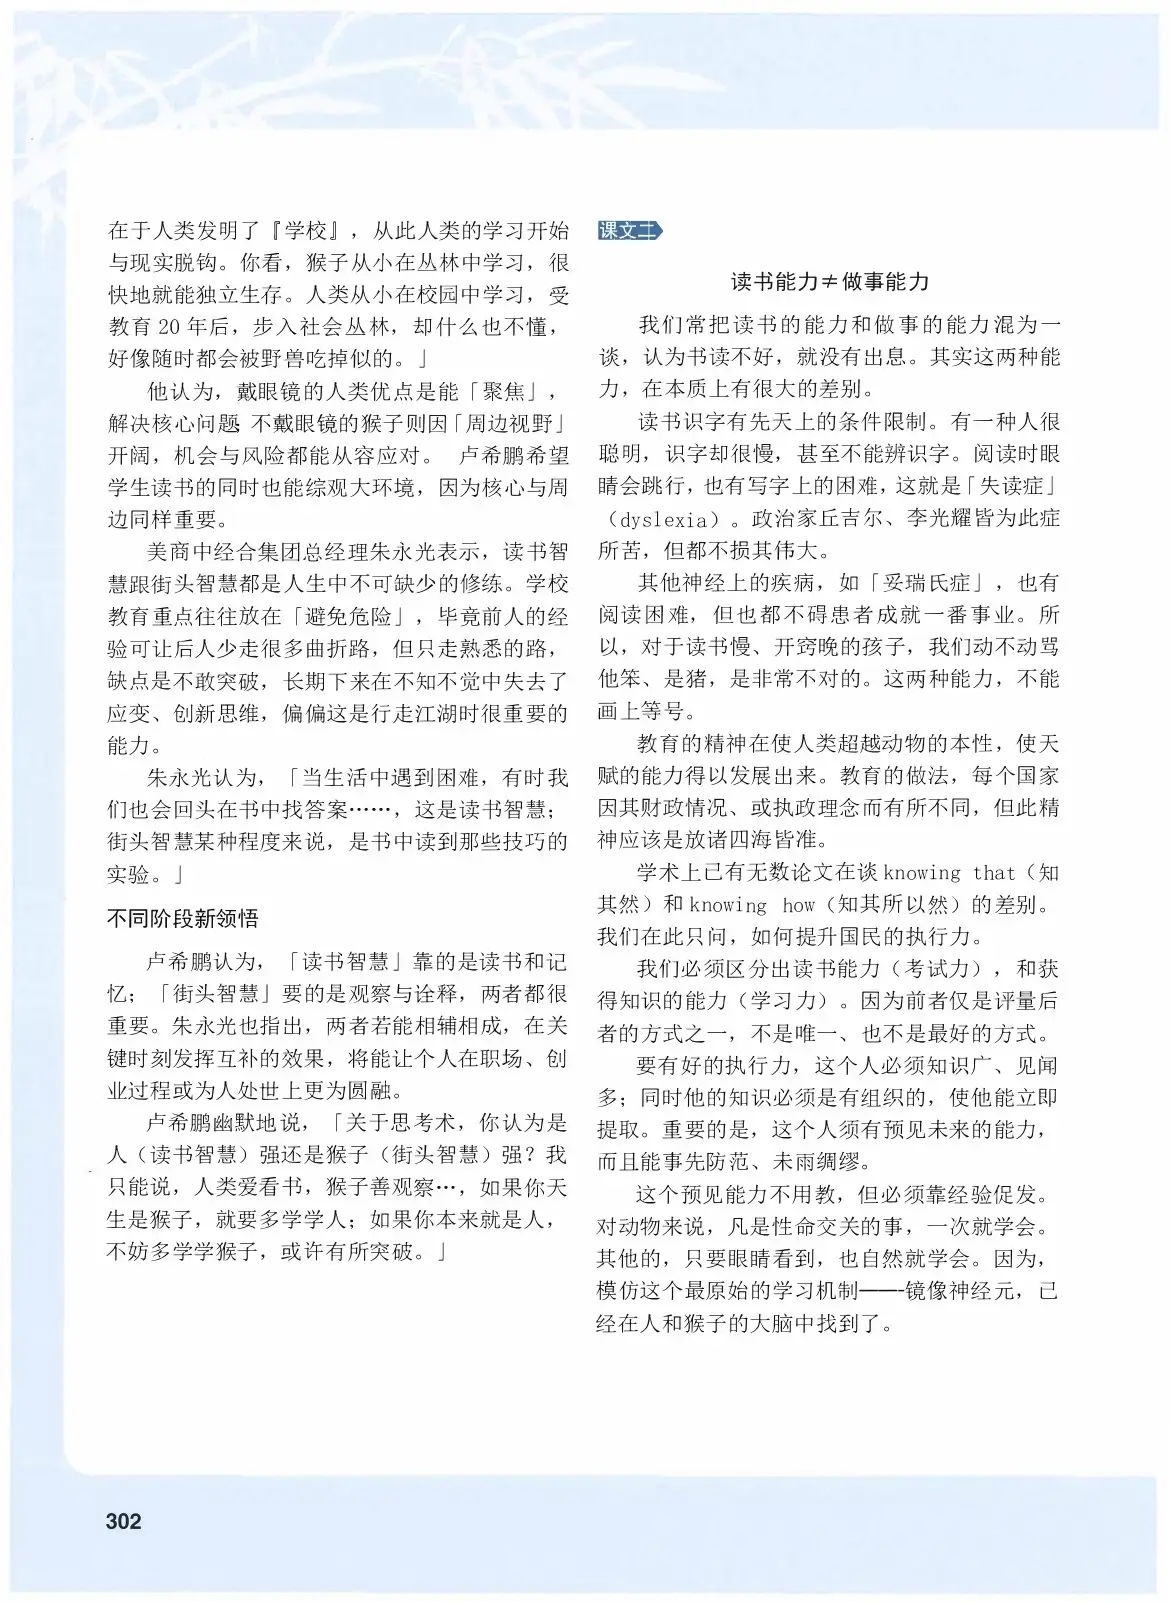 在于人类发明了『学校』，从此人类的学习开始
与现实脱钩。你看，猴子从小在丛林中学习，很
快地就能独立生存。人类从小在校园中学习，受
教育 20 年后，步入社会丛林，却什么也不懂，
好像随时都会被野兽吃掉似的。」
他认为，戴眼镜的人类优点是能「聚焦」，
解决核心问题；不戴眼镜的猴子则因「周边视野」
开阔，机会与风险都能从容应对。 卢希鹏希望
学生读书的同时也能综观大环境，因为核心与周
边同样重要。
美商中经合集团总经理朱永光表示，读书智
慧跟街头智慧都是人生中不可缺少的修练。学校
教育重点往往放在「避免危险」，毕竟前人的经
验可让后人少走很多曲折路，但只走熟悉的路，
缺点是不敢突破，长期下来在不知不觉中失去了
应变、创新思维，偏偏这是行走江湖时很重要的
能力。
朱永光认为，「当生活中遇到困难，有时我
们也会回头在书中找答案……，这是读书智慧；
街头智慧某种程度来说，是书中读到那些技巧的
实验。」
不同阶段新领悟
卢希鹏认为，「读书智慧」靠的是读书和记
忆；「街头智慧」要的是观察与诠释，两者都很
重要。朱永光也指出，两者若能相辅相成，在关
键时刻发挥互补的效果，将能让个人在职场、创
业过程或为人处世上更为圆融。
卢希鹏幽默地说，「关于思考术，你认为是
人（读书智慧）强还是猴子（街头智慧）强？我
只能说，人类爱看书，猴子善观察…，如果你天
生是猴子，就要多学学人；如果你本来就是人，
不妨多学学猴子，或许有所突破。」
课文二
读书能力≠做事能力
我们常把读书的能力和做事的能力混为一
谈，认为书读不好，就没有出息。其实这两种能
力，在本质上有很大的差别。
读书识字有先天上的条件限制。有一种人很
聪明，识字却很慢，甚至不能辨识字。阅读时眼
睛会跳行，也有写字上的困难，这就是「失读症」
（dyslexia）。政治家丘吉尔、李光耀皆为此症
所苦，但都不损其伟大。
其他神经上的疾病，如「妥瑞氏症」，也有
阅读困难，但也都不碍患者成就一番事业。所
以，对于读书慢、开窍晚的孩子，我们动不动骂
他笨、是猪，是非常不对的。这两种能力，不能
画上等号。
教育的精神在使人类超越动物的本性，使天
赋的能力得以发展出来。教育的做法，每个国家
因其财政情况、或执政理念而有所不同，但此精
神应该是放诸四海皆准。
学术上已有无数论文在谈 knowing that（知
其然）和 knowing how（知其所以然）的差别。
我们在此只问，如何提升国民的执行力。
我们必须区分出读书能力（考试力），和获
得知识的能力（学习力）。因为前者仅是评量后
者的方式之一，不是唯一、也不是最好的方式。
要有好的执行力，这个人必须知识广、见闻
多；同时他的知识必须是有组织的，使他能立即
提取。重要的是，这个人须有预见未来的能力，
而且能事先防范、未雨绸缪。
这个预见能力不用教，但必须靠经验促发。
对动物来说，凡是性命交关的事，一次就学会。
其他的，只要眼睛看到，也自然就学会。因为，
模仿这个最原始的学习机制——-镜像神经元，已
经在人和猴子的大脑中找到了。
302